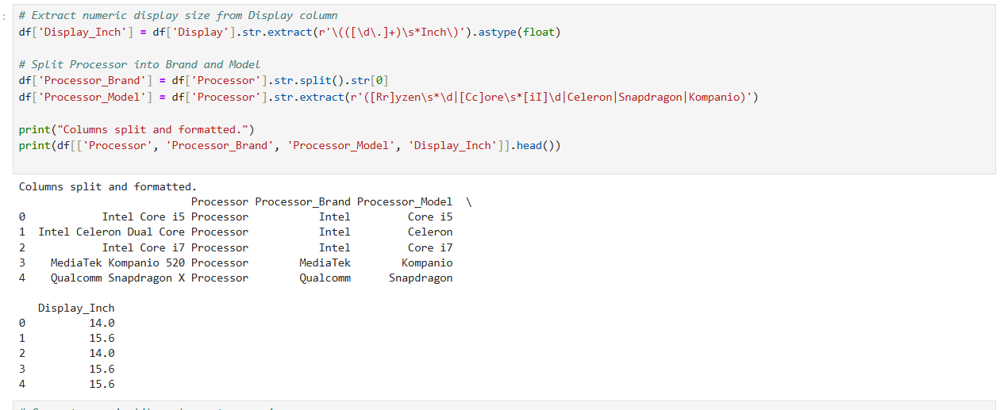 :
# Extract numeric display size from Display column
df['Display_Inch'] = df['Display'].str.extract(r'\(([\d\.]+)\s*Inch\)').astype(float)
# Split Processor into Brand and Model
df['Processor_Brand'] = df['Processor'].str.split().str[0]
df['Processor_Model'] = df['Processor'].str.extract(r'([Rr]yzen\s*\d|[Cc]ore\s*[iI]\d|Celeron|Snapdragon|Kompanio)')
print("Columns split and formatted.")
print(df[['Processor', 'Processor_Brand', 'Processor_Model', 'Display_Inch']].head())
Columns split and formatted.
Processor Processor_Brand Processor_Model \
0 Intel Core i5 Processor Intel Core i5
1 Intel Celeron Dual Core Processor Intel Celeron
2 Intel Core i7 Processor Intel Core i7
3 MediaTek Kompanio 520 Processor MediaTek Kompanio
4 Qualcomm Snapdragon X Processor Qualcomm Snapdragon
Display_Inch
0 14.0
1 15.6
2 14.0
3 15.6
4 15.6